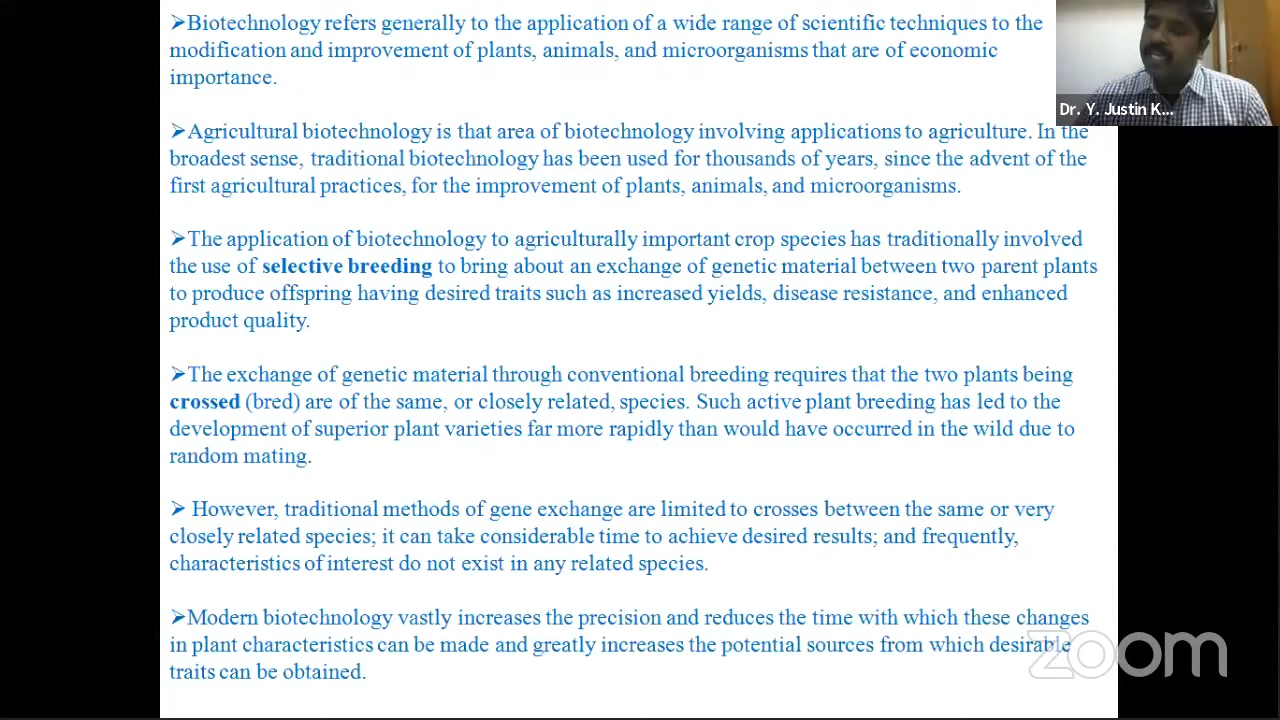 ➢Biotechnology refers generally to the application of a wide range of scientific techniques to the
modification and improvement of plants, animals, and microorganisms that are of economic
importance.
Dr. Y. Justin K...
➢Agricultural biotechnology is that area of biotechnology involving applications to agriculture. In the
broadest sense, traditional biotechnology has been used for thousands of years, since the advent of the
first agricultural practices, for the improvement of plants, animals, and microorganisms.
➢The application of biotechnology to agriculturally important crop species has traditionally involved
the use of selective breeding to bring about an exchange of genetic material between two parent plants
to produce offspring having desired traits such as increased yields, disease resistance, and enhanced
product quality.
➢The exchange of genetic material through conventional breeding requires that the two plants being
crossed (bred) are of the same, or closely related, species. Such active plant breeding has led to the
development of superior plant varieties far more rapidly than would have occurred in the wild due to
random mating.
➢ However, traditional methods of gene exchange are limited to crosses between the same or very
closely related species; it can take considerable time to achieve desired results; and frequently,
characteristics of interest do not exist in any related species.
➢Modern biotechnology vastly increases the precision and reduces the time with which these changes
in plant characteristics can be made and greatly increases the potential sources from which desirable
traits can be obtained.
zoom